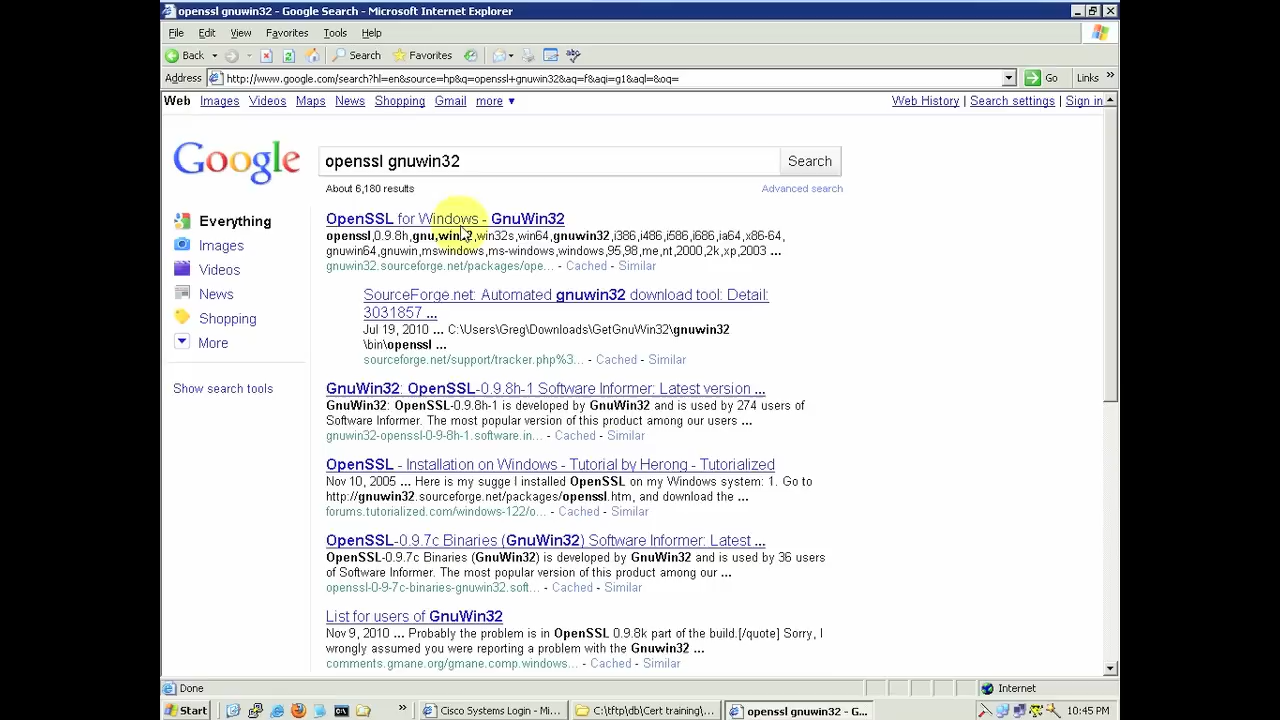 openssl gnuwin32 - Google Search - Microsoft Internet Explorer
File Edit View Favorites Tools Help
Back Search Favorites
Address http://www.google.com/search?hl=en&source=hp&q=openssl+gnuwin32&aq=f&aqi=g1&aql=&oq= Go Links »
Web Images Videos Maps News Shopping Gmail more ▼ Web History | Search settings | Sign in
Google openssl gnuwin32 Search
About 6,180 results Advanced search
Everything
Images
Videos
News
Shopping
More
Show search tools
OpenSSL for Windows - GnuWin32
openssl,0.9.8h,gnu,win32,win32s,win64,gnuwin32,i386,i486,i586,i686,ia64,x86-64,
gnuwin64,gnuwin,mswindows,ms-windows,windows,95,98,me,nt,2000,2k,xp,2003 ...
gnuwin32.sourceforge.net/packages/ope... - Cached - Similar
SourceForge.net: Automated gnuwin32 download tool: Detail:
3031857 ...
Jul 19, 2010 ... C:\Users\Greg\Downloads\GetGnuWin32\gnuwin32
\bin\openssl ...
sourceforge.net/support/tracker.php%3... - Cached - Similar
GnuWin32: OpenSSL-0.9.8h-1 Software Informer: Latest version ...
GnuWin32: OpenSSL-0.9.8h-1 is developed by GnuWin32 and is used by 274 users of
Software Informer. The most popular version of this product among our users ...
gnuwin32-openssl-0-9-8h-1.software.in... - Cached - Similar
OpenSSL - Installation on Windows - Tutorial by Herong - Tutorialized
Nov 10, 2005 ... Here is my sugge I installed OpenSSL on my Windows system: 1. Go to
http://gnuwin32.sourceforge.net/packages/openssl.htm, and download the ...
forums.tutorialized.com/windows-122/o... - Cached - Similar
OpenSSL-0.9.7c Binaries (GnuWin32) Software Informer: Latest ...
OpenSSL-0.9.7c Binaries (GnuWin32) is developed by GnuWin32 and is used by 36 users
of Software Informer. The most popular version of this product among our ...
openssl-0-9-7c-binaries-gnuwin32.soft... - Cached - Similar
List for users of GnuWin32
Nov 9, 2010 ... Probably the problem is in OpenSSL 0.9.8k part of the build.[/quote] Sorry, I
wrongly assumed you were reporting a problem with the Gnuwin32 ...
comments.gmane.org/gmane.comp.windows... - Cached - Similar
Done Internet
Start » Cisco Systems Login - Mi... C:\tftp\db\Cert training\... openssl gnuwin32 - G... 10:45 PM